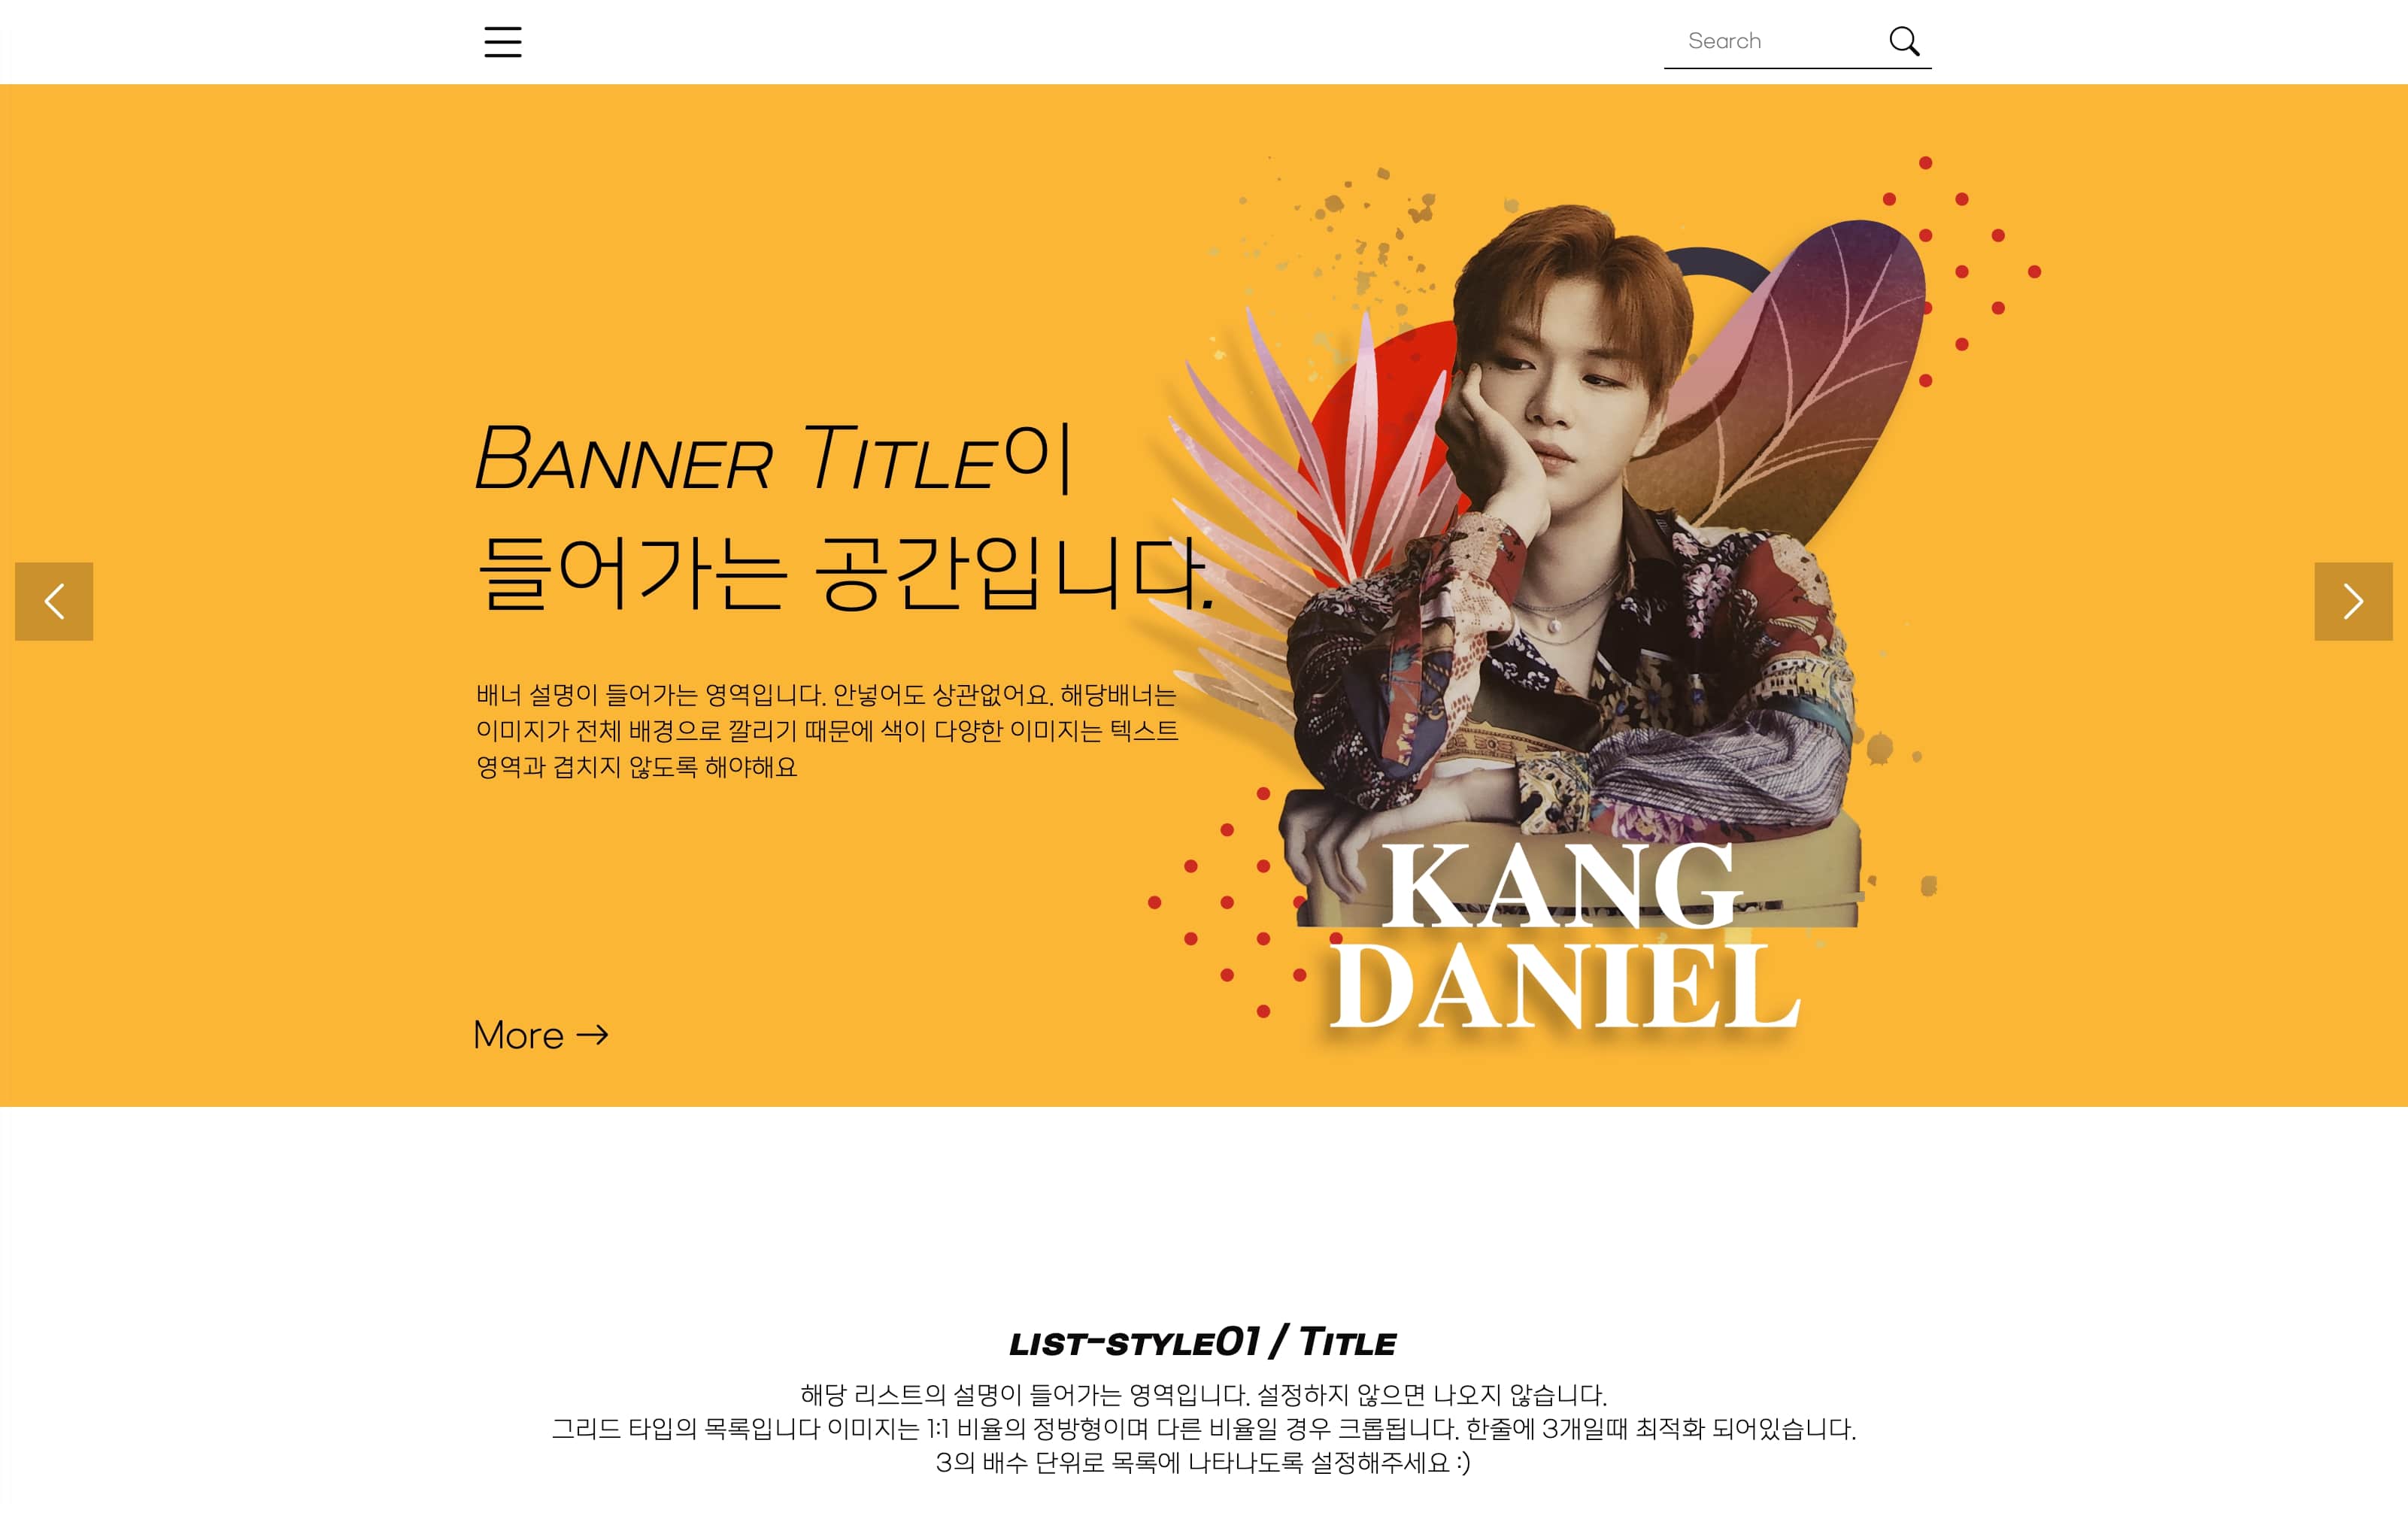 Search
BANNER TITLE이
들어가는 공간입니다.
배너 설명이 들어가는 영역입니다. 안넣어도 상관없어요. 해당배너는
이미지가 전체 배경으로 깔리기 때문에 색이 다양한 이미지는 텍스트
영역과 겹치지 않도록 해야해요
More →
KANG
DANIEL
LIST-STYLE01 / TITLE
해당 리스트의 설명이 들어가는 영역입니다. 설정하지 않으면 나오지 않습니다.
그리드 타입의 목록입니다 이미지는 1:1 비율의 정방형이며 다른 비율일 경우 크롭됩니다. 한줄에 3개일때 최적화 되어있습니다.
3의 배수 단위로 목록에 나타나도록 설정해주세요 :)